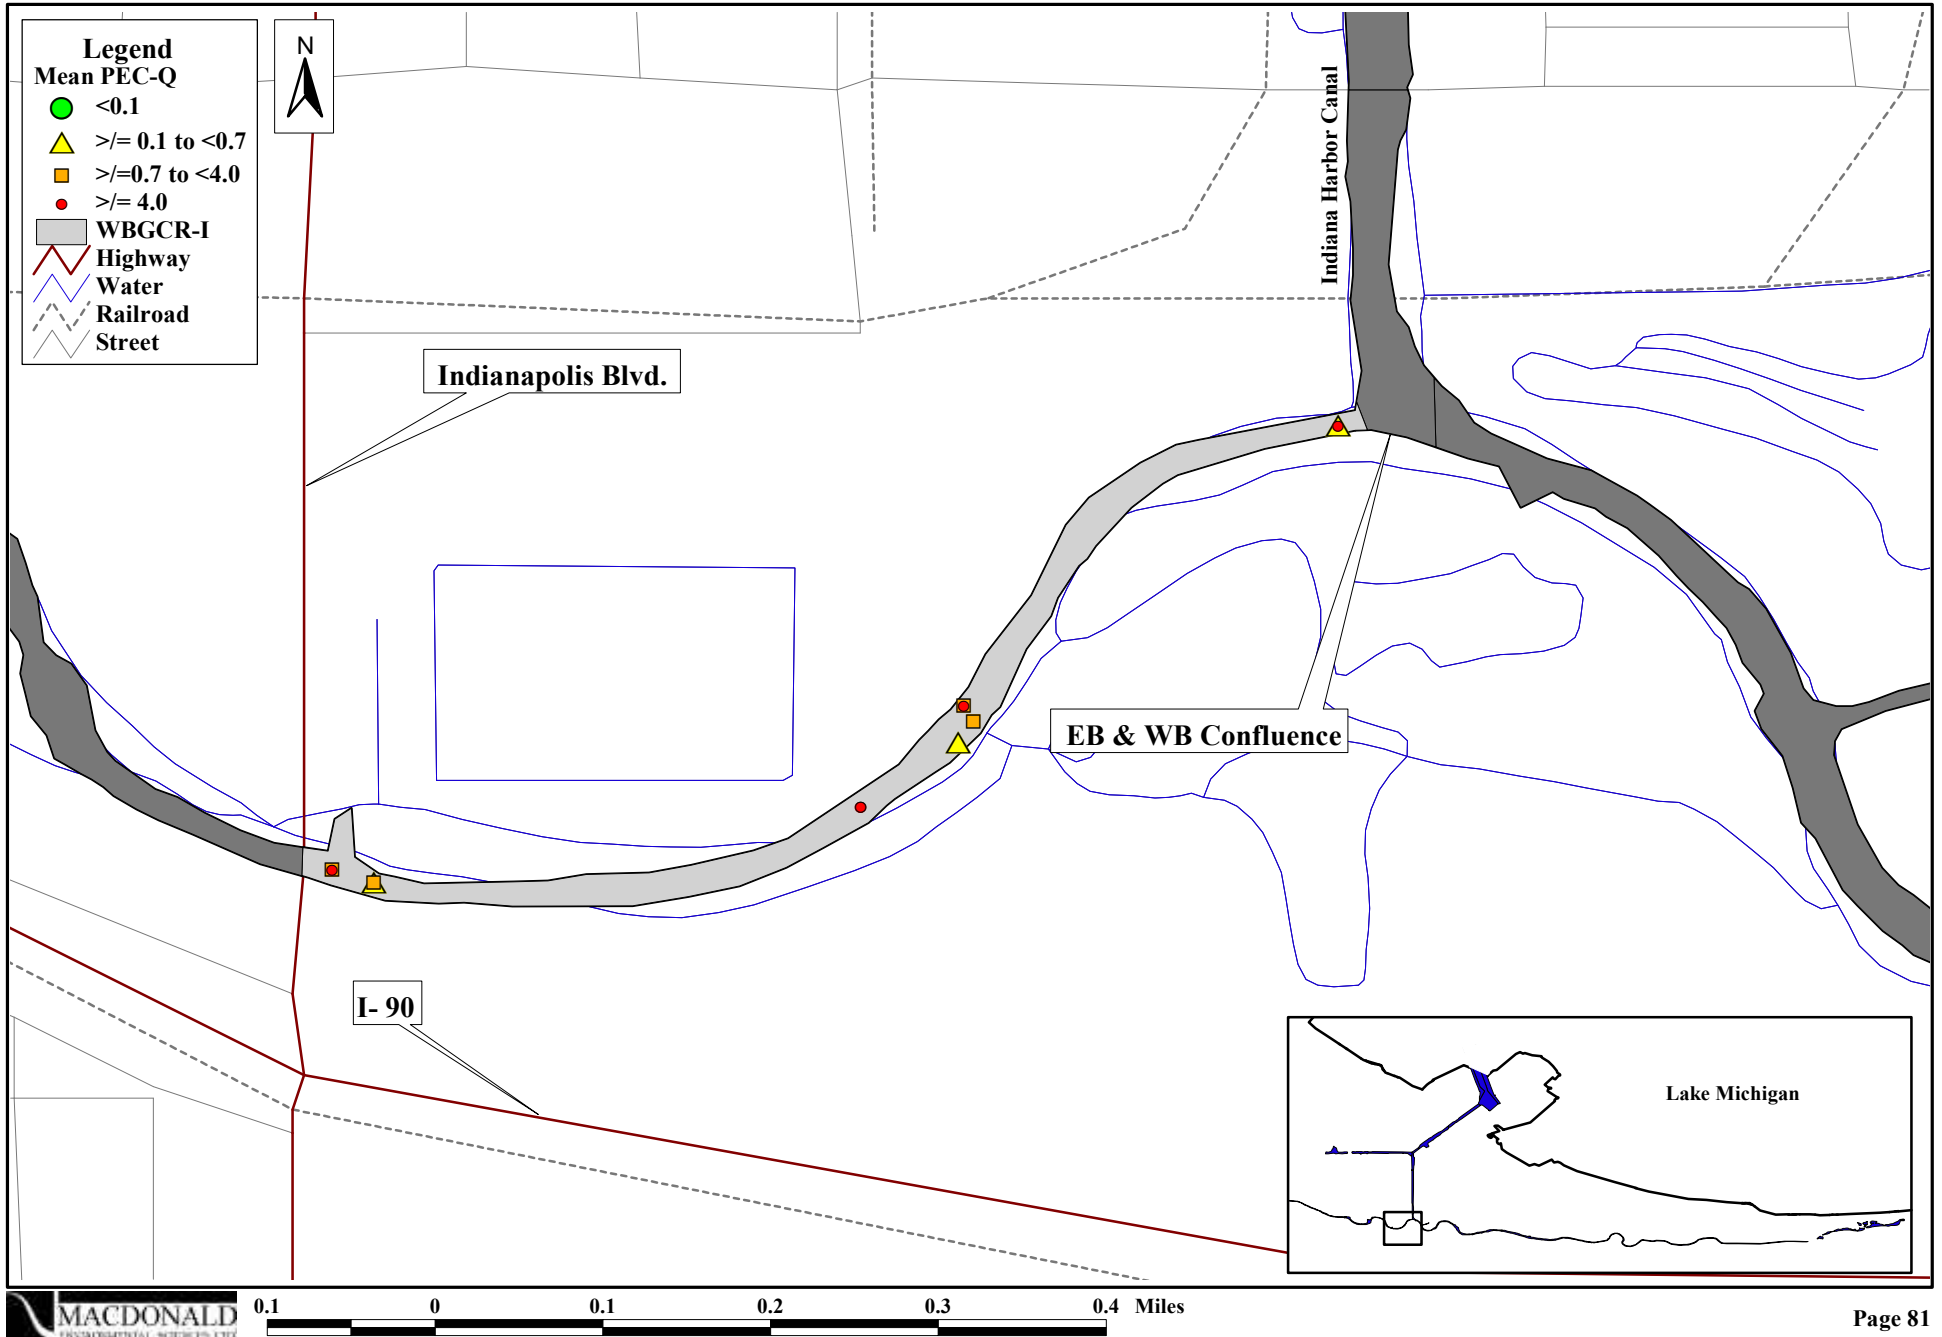 Legend
Mean PEC-Q
<0.1
>/= 0.1 to <0.7
>/=0.7 to <4.0
>/= 4.0
WBGCR-I
Highway
Water
Railroad
Street
N
Indiana Harbor Canal
Indianapolis Blvd.
EB & WB Confluence
I- 90
Lake Michigan
MACDONALD
0.1 0 0.1 0.2 0.3 0.4 Miles
Page 81